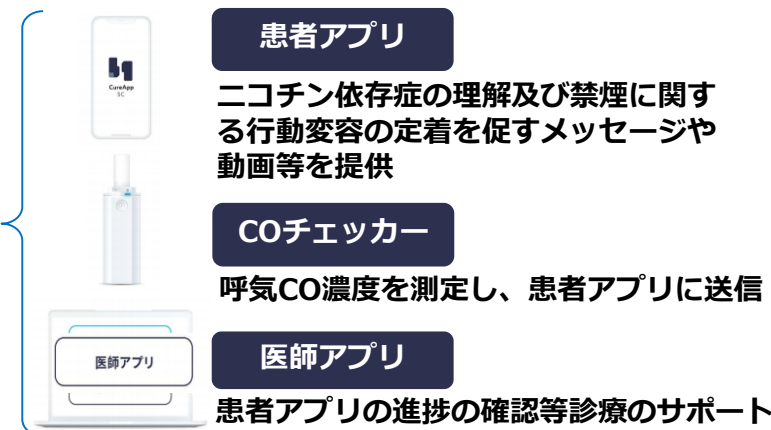 患者アプリ
CureApp
SC
ニコチン依存症の理解及び禁煙に関す
る行動変容の定着を促すメッセージや
動画等を提供
COチェッカー
呼気CO濃度を測定し、患者アプリに送信
医師アプリ
医師アプリ
患者アプリの進捗の確認等診療のサポート